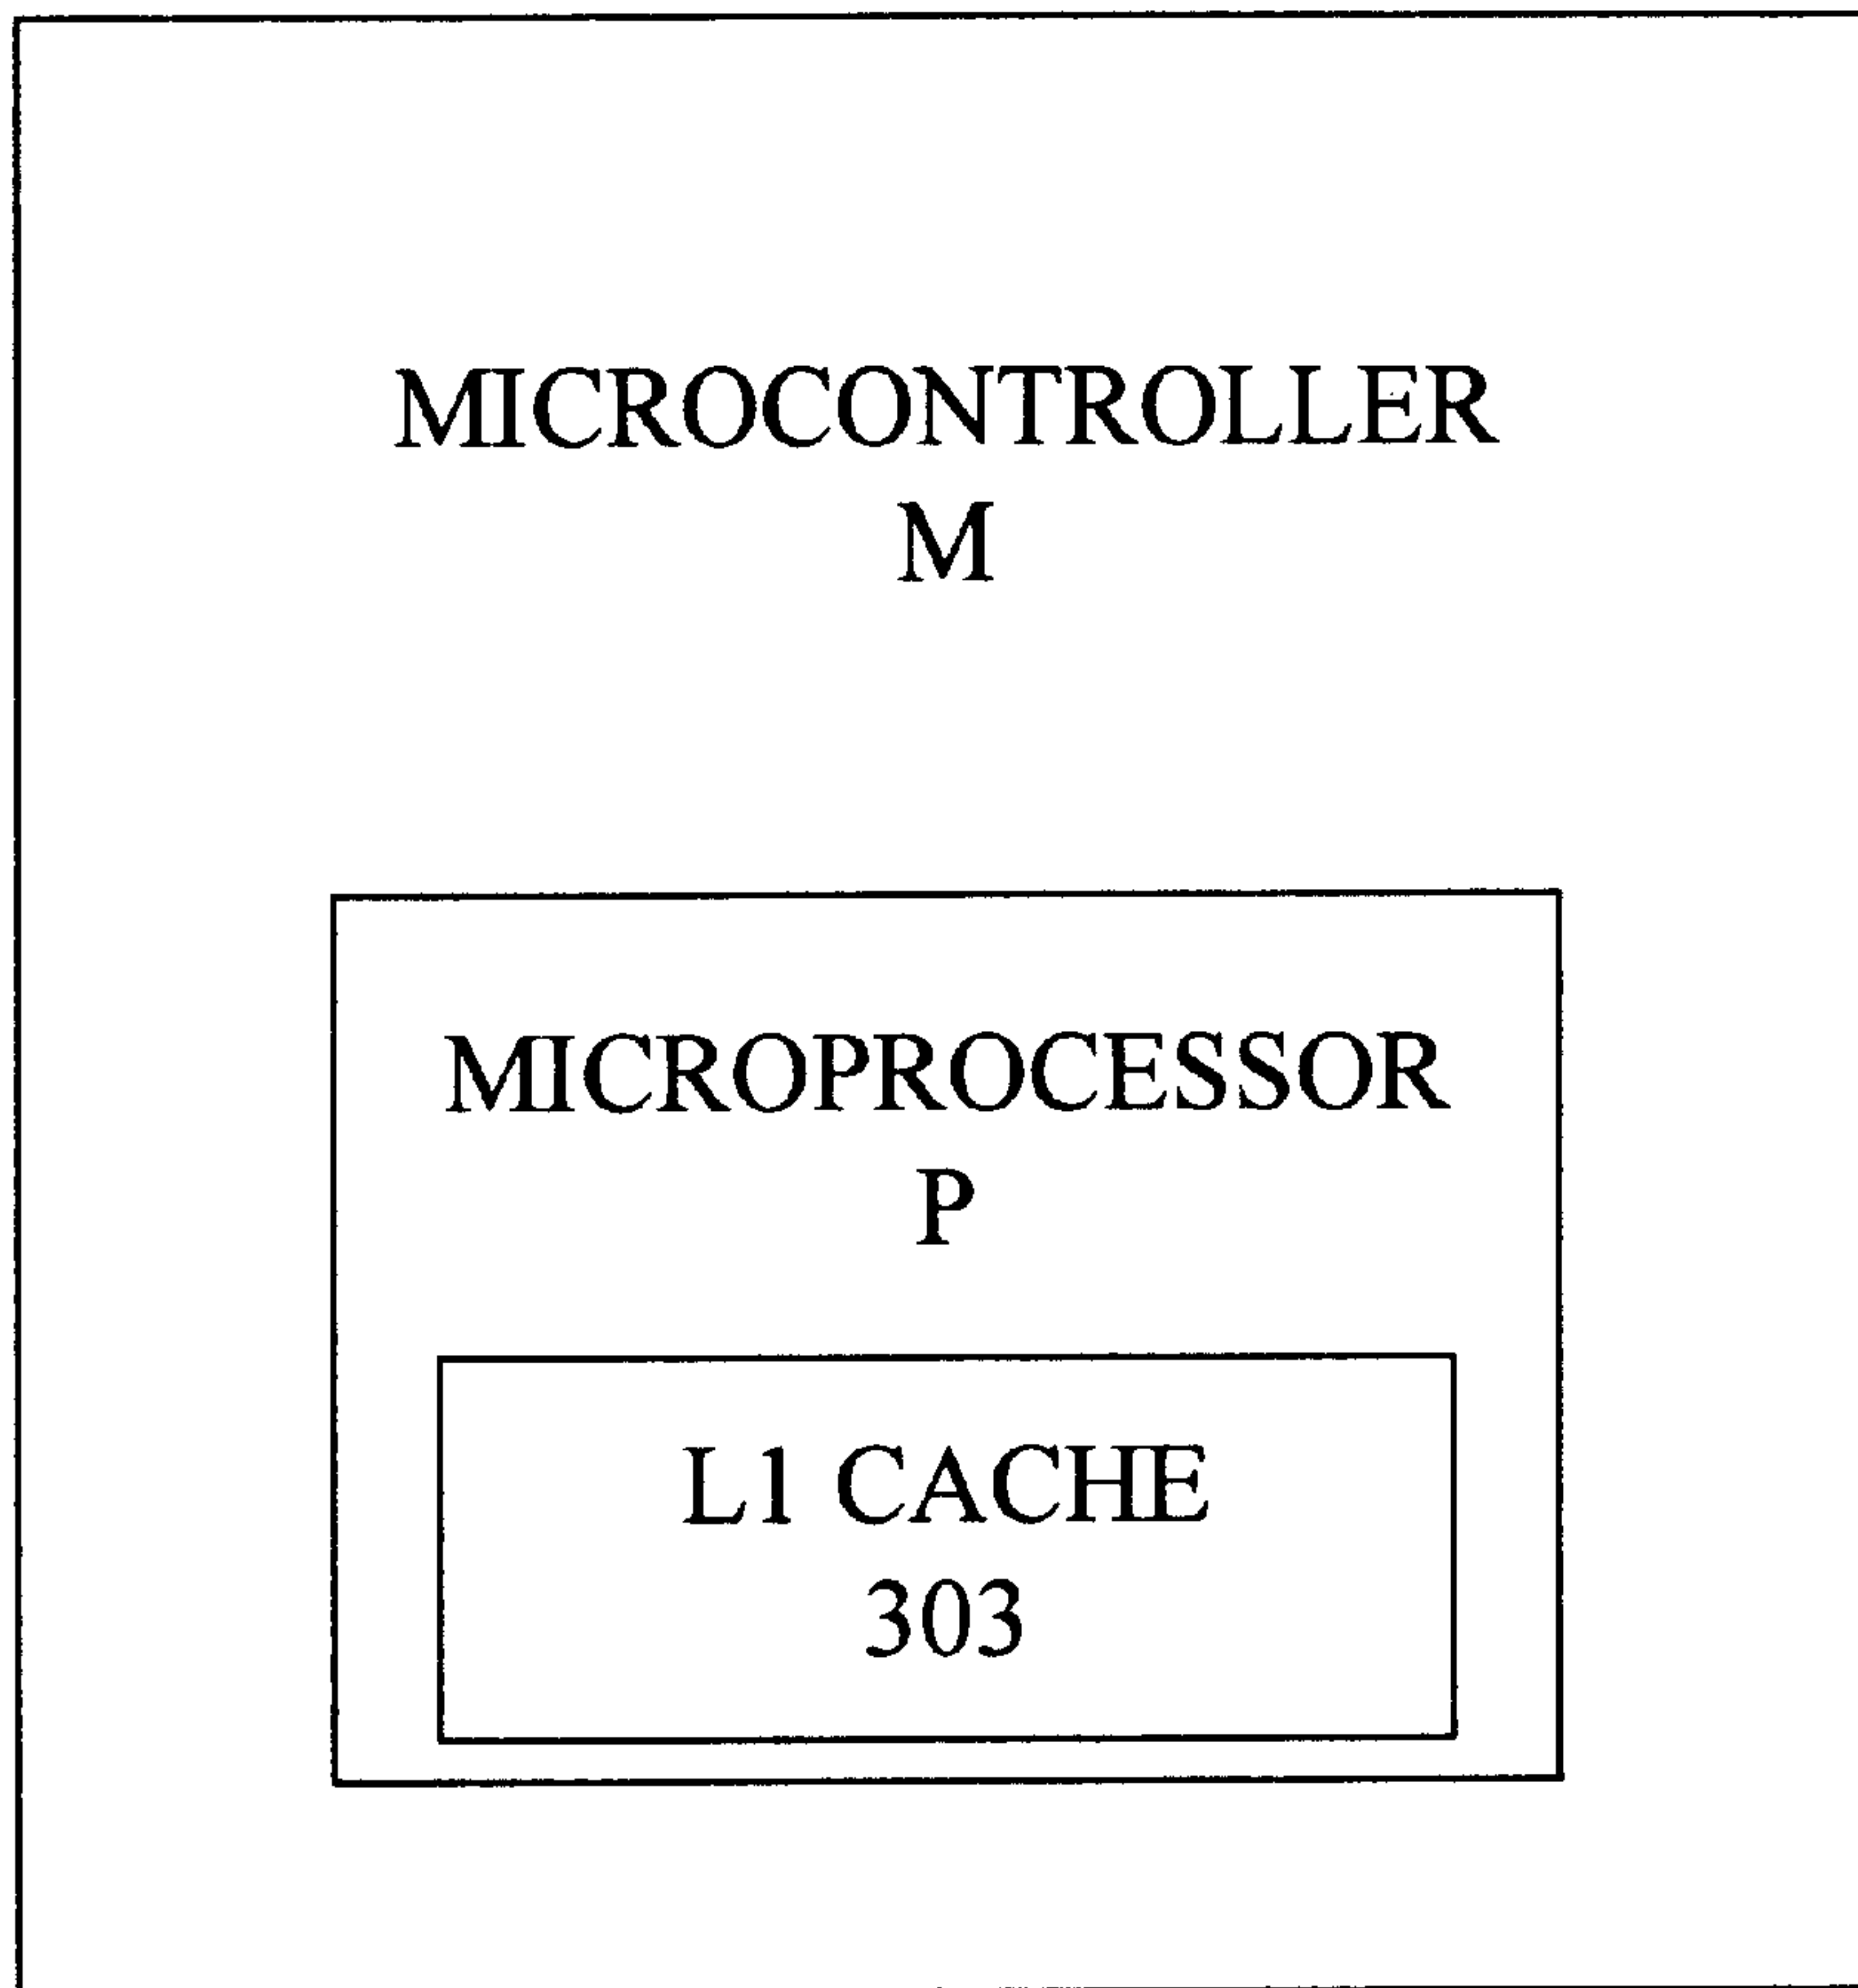 MICROCONTROLLER
M
MICROPROCESSOR
P
L1 CACHE
303